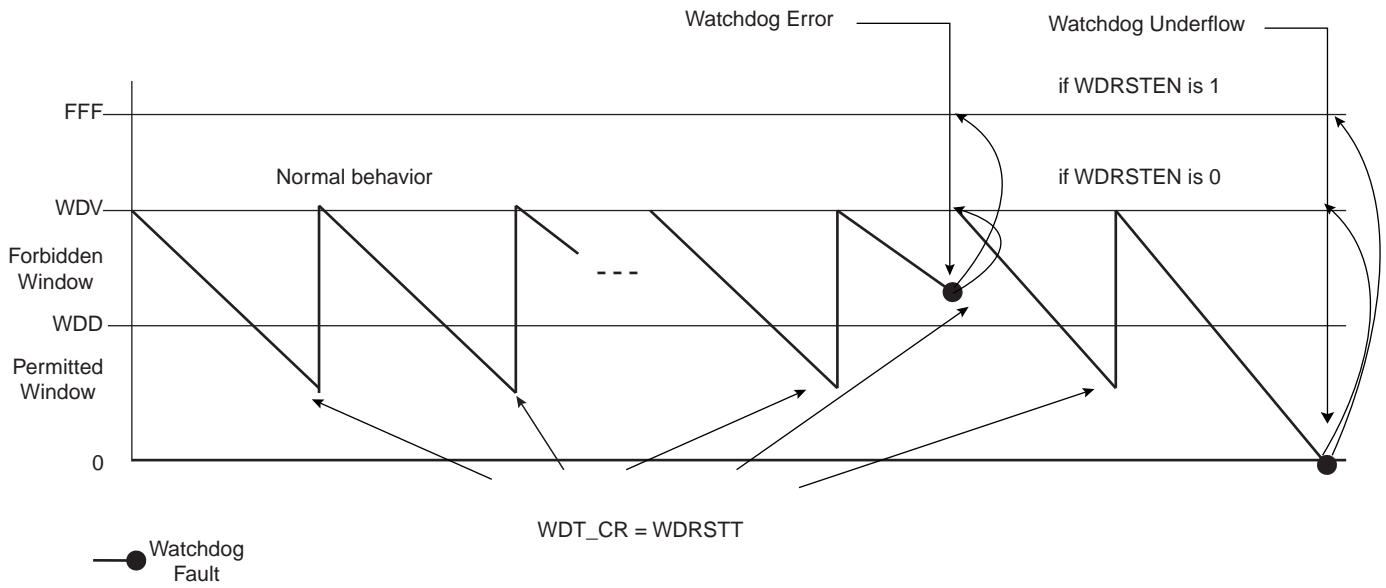 Watchdog Error
Watchdog Underflow
if WDRSTEN is 1
FFF
Normal behavior
if WDRSTEN is 0
WDV
Forbidden
Window
WDD
Permitted
Window
0
WDT_CR = WDRSTT
Watchdog
Fault